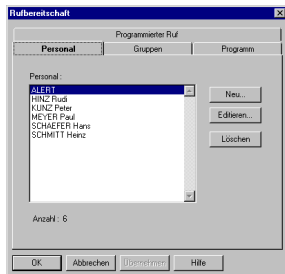 Rufbereitschaft
Programmierter Ruf
Personal
Gruppen
Programm
Personal :
ALERT
HINZ Rudi
KUNZ Peter
MEYER Paul
SCHAEFER Hans
SCHMITT Heinz
Neu...
Editieren...
Löschen
Anzahl : 6
OK
Abbrechen
Übernehmen
Hilfe